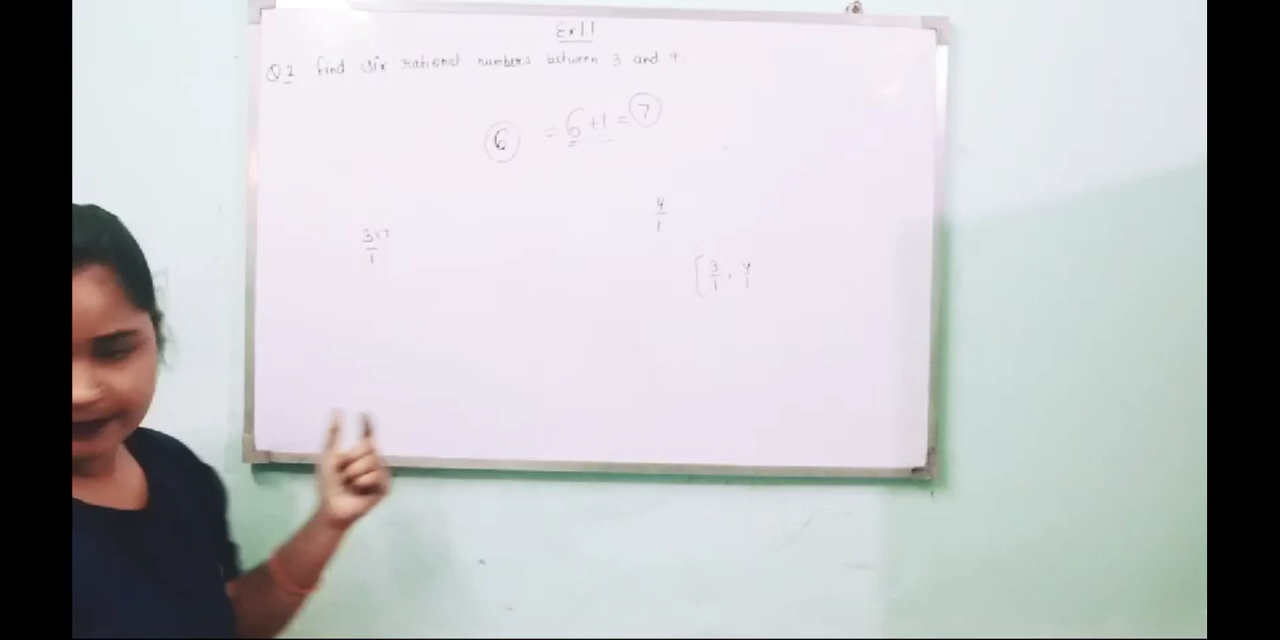 Ex 1.1
Q2 Find six rational numbers between 3 and 4.
6 = 6+1 = 7
4/1
3×7/1
[3/1, 4/1